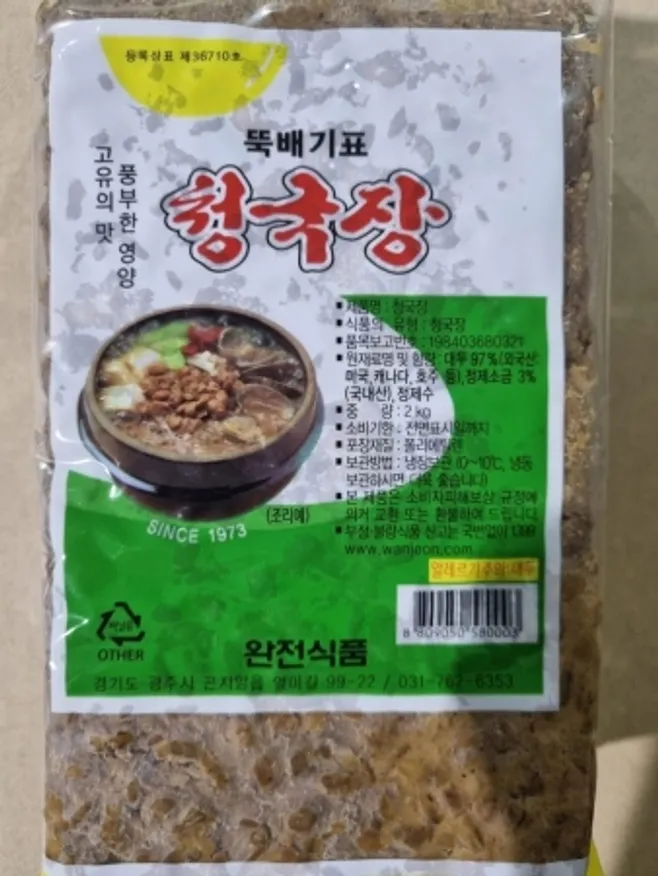 등록상표 제36710호
뚝배기표
고유의 맛
풍부한 영양
청국장
■ 제품명 : 청국장
■ 식품의 유형 : 청국장
■ 품목보고번호 : 1984036803211
■ 원재료명 및 함량 : 대두 97%(외국산:
미국,캐나다, 호주 등),정제소금 3%
(국내산), 정제수
■ 중 량 : 2kg
■ 소비기한 : 전면표시일까지
■ 포장재질 : 폴리에틸렌
■ 보관방법 : 냉장보관 (0~10℃, 냉동
보관하시면 더욱 좋습니다)
■ 본 제품은 소비자피해보상 규정에
의거 교환 또는 환불하여 드립니다
■ 부정·불량식품 신고는 국번없이 1399
www.wanjeon.com
알레르기주의:대두
(조리예)
SINCE 1973
8 809050 580003
비닐류
OTHER
완전식품
경기도 광주시 곤지암읍 열미길 99-22 / 031-762-6353